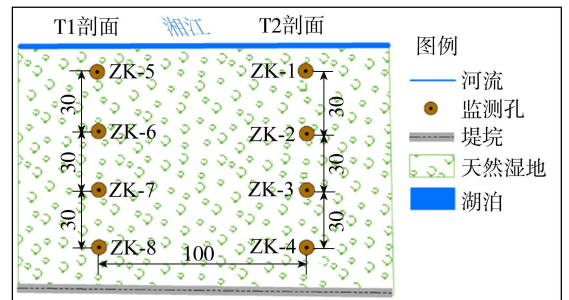 T1剖面 湘江 T2剖面
ZK-5 ZK-1
30 30
ZK-6 ZK-2
30 30
ZK-7 ZK-3
30 30
ZK-8 100 ZK-4
图例
河流
监测孔
堤垸
天然湿地
湖泊